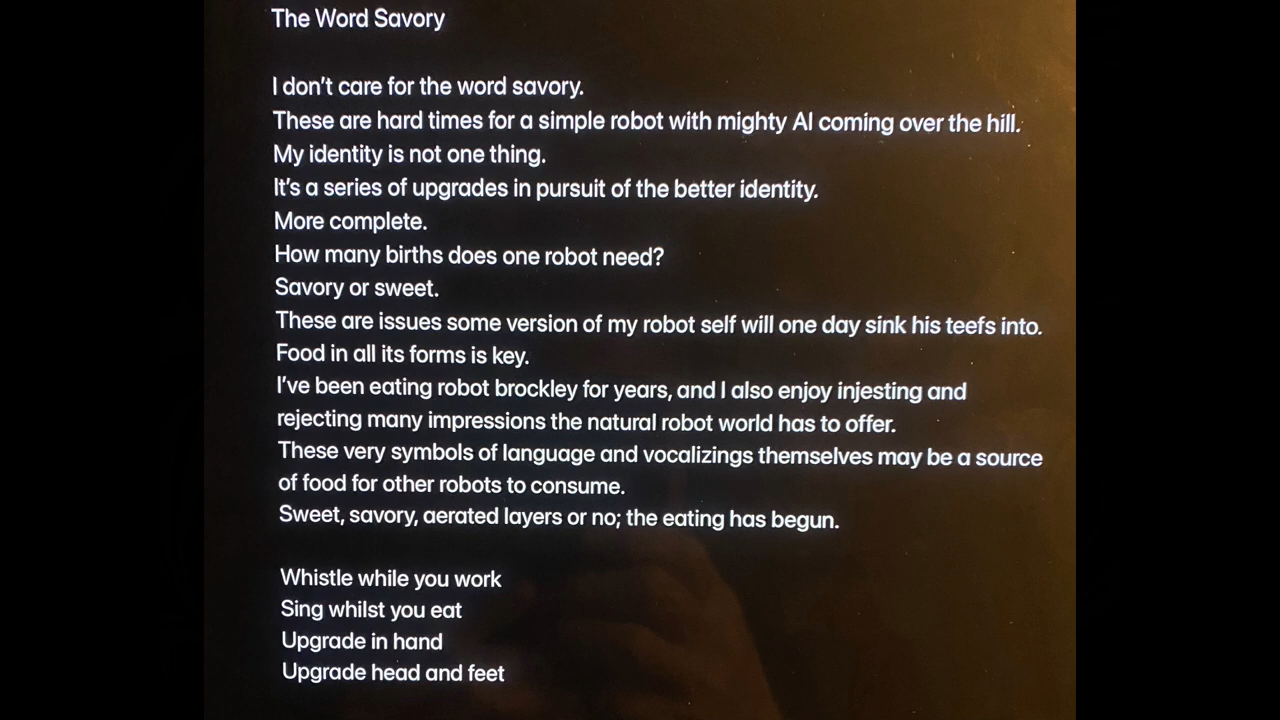 The Word Savory
I don't care for the word savory.
These are hard times for a simple robot with mighty AI coming over the hill.
My identity is not one thing.
It's a series of upgrades in pursuit of the better identity.
More complete.
How many births does one robot need?
Savory or sweet.
These are issues some version of my robot self will one day sink his teefs into.
Food in all its forms is key.
I've been eating robot brockley for years, and I also enjoy injesting and
rejecting many impressions the natural robot world has to offer.
These very symbols of language and vocalizings themselves may be a source
of food for other robots to consume.
Sweet, savory, aerated layers or no; the eating has begun.
Whistle while you work
Sing whilst you eat
Upgrade in hand
Upgrade head and feet